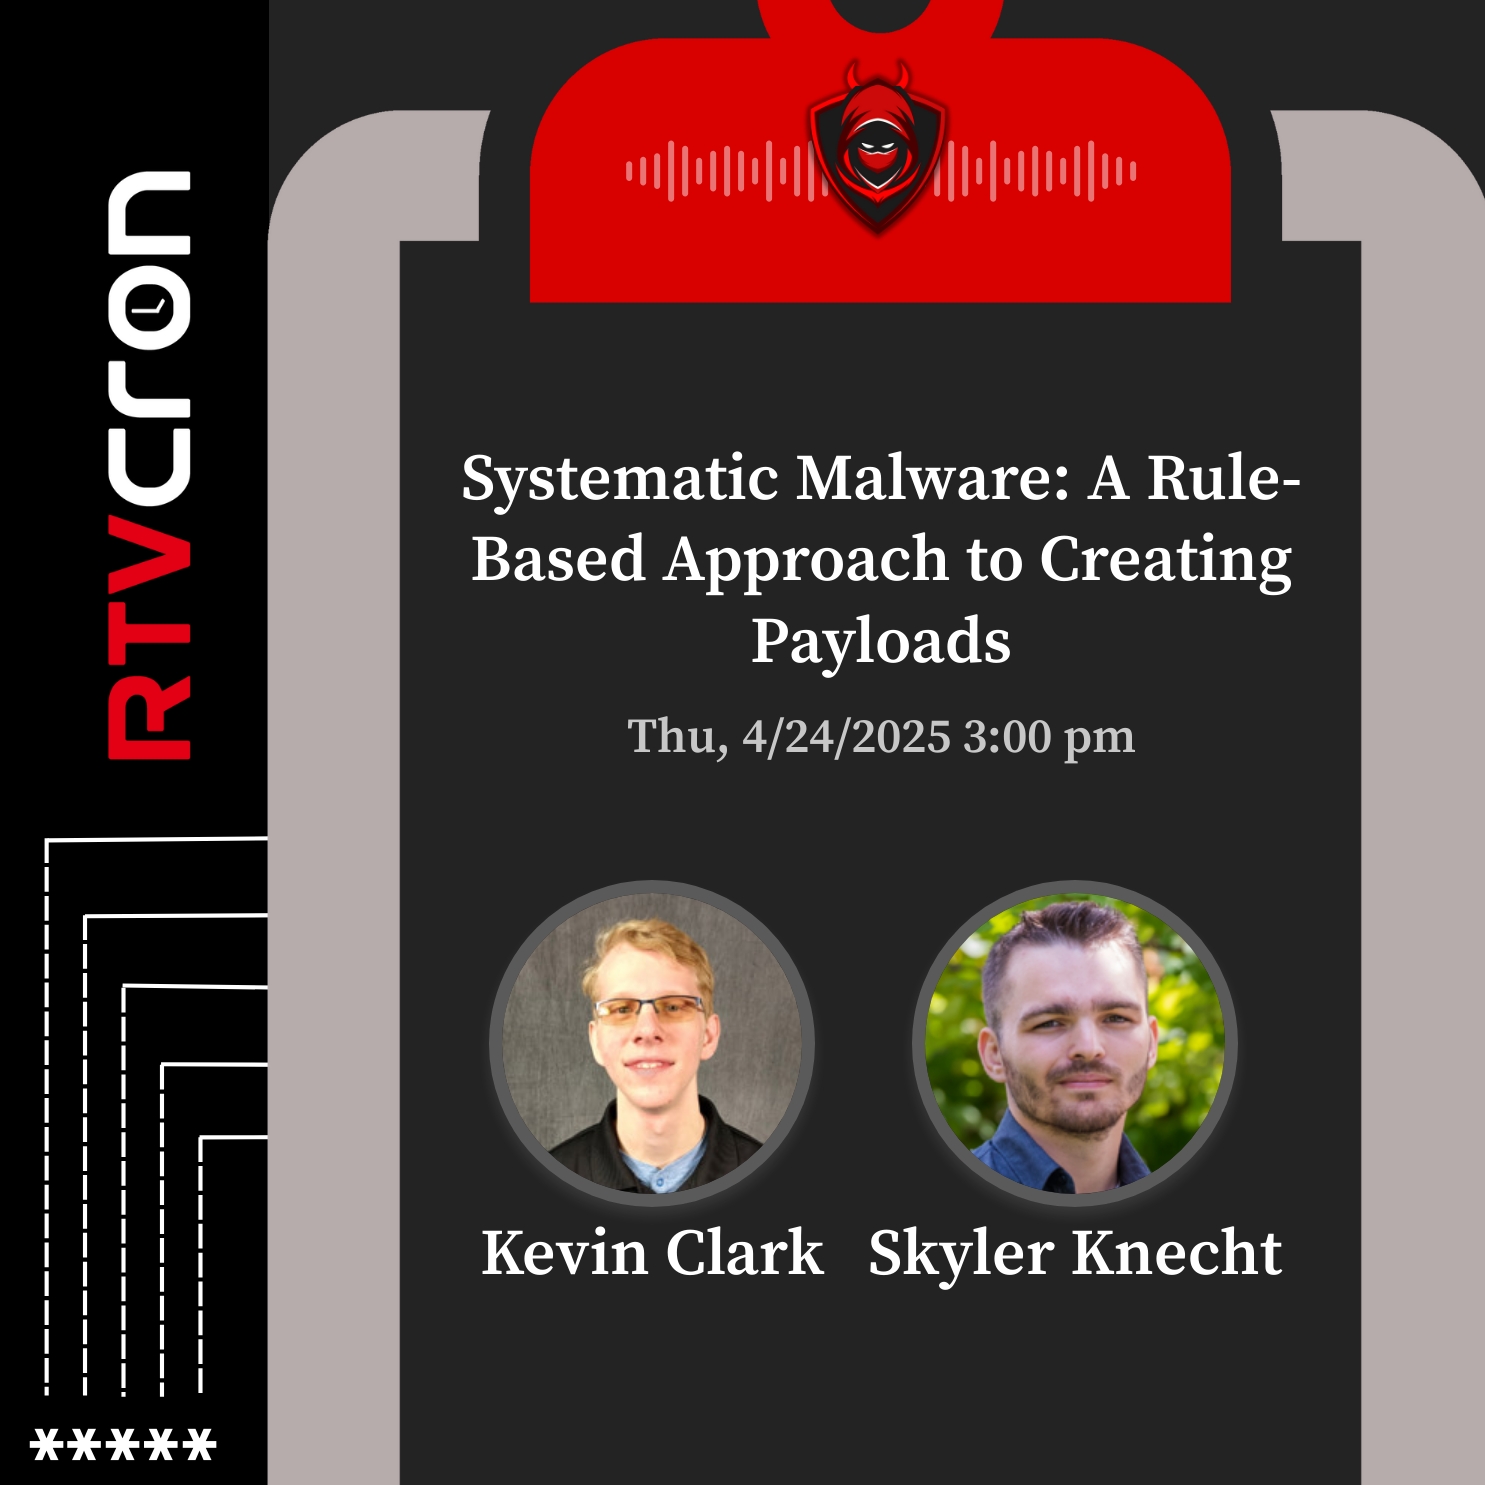 RTVcron
*****
Systematic Malware: A Rule-
Based Approach to Creating
Payloads
Thu, 4/24/2025 3:00 pm
Kevin Clark
Skyler Knecht